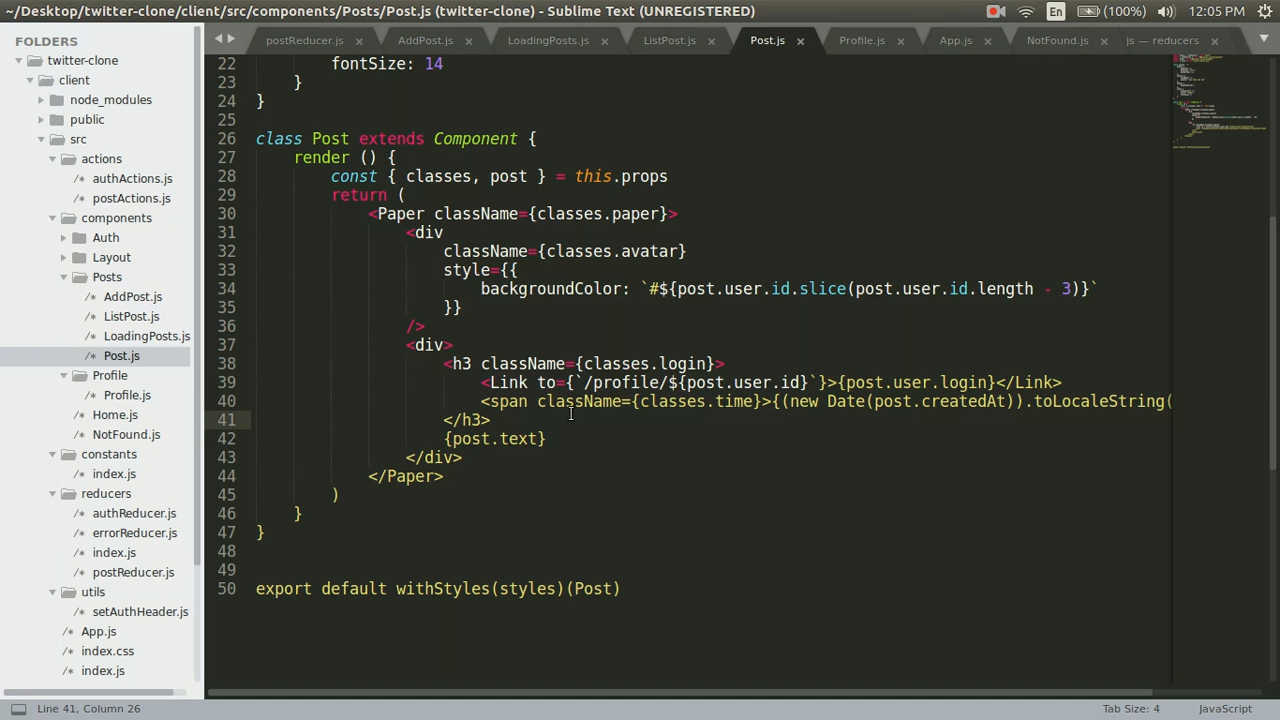 ~/Desktop/twitter-clone/client/src/components/Posts/Post.js (twitter-clone) - Sublime Text (UNREGISTERED)
En
(100%)
12:05 PM
FOLDERS
twitter-clone
client
node_modules
public
src
actions
authActions.js
postActions.js
components
Auth
Layout
Posts
AddPost.js
ListPost.js
LoadingPosts.js
Post.js
Profile
Profile.js
Home.js
NotFound.js
constants
index.js
reducers
authReducer.js
errorReducer.js
index.js
postReducer.js
utils
setAuthHeader.js
App.js
index.css
index.js
postReducer.js
AddPost.js
LoadingPosts.js
ListPost.js
Post.js
Profile.js
App.js
NotFound.js
js — reducers
22 fontSize: 14
23 }
24 }
25
26 class Post extends Component {
27 render () {
28 const { classes, post } = this.props
29 return (
30 <Paper className={classes.paper}>
31 <div
32 className={classes.avatar}
33 style={{
34 backgroundColor: `#${post.user.id.slice(post.user.id.length - 3)}`
35 }}
36 />
37 <div>
38 <h3 className={classes.login}>
39 <Link to={`/profile/${post.user.id}`}>{post.user.login}</Link>
40 <span className={classes.time}>{(new Date(post.createdAt)).toLocaleString(
41 </h3>
42 {post.text}
43 </div>
44 </Paper>
45 )
46 }
47 }
48
49
50 export default withStyles(styles)(Post)
Line 41, Column 26
Tab Size: 4
JavaScript